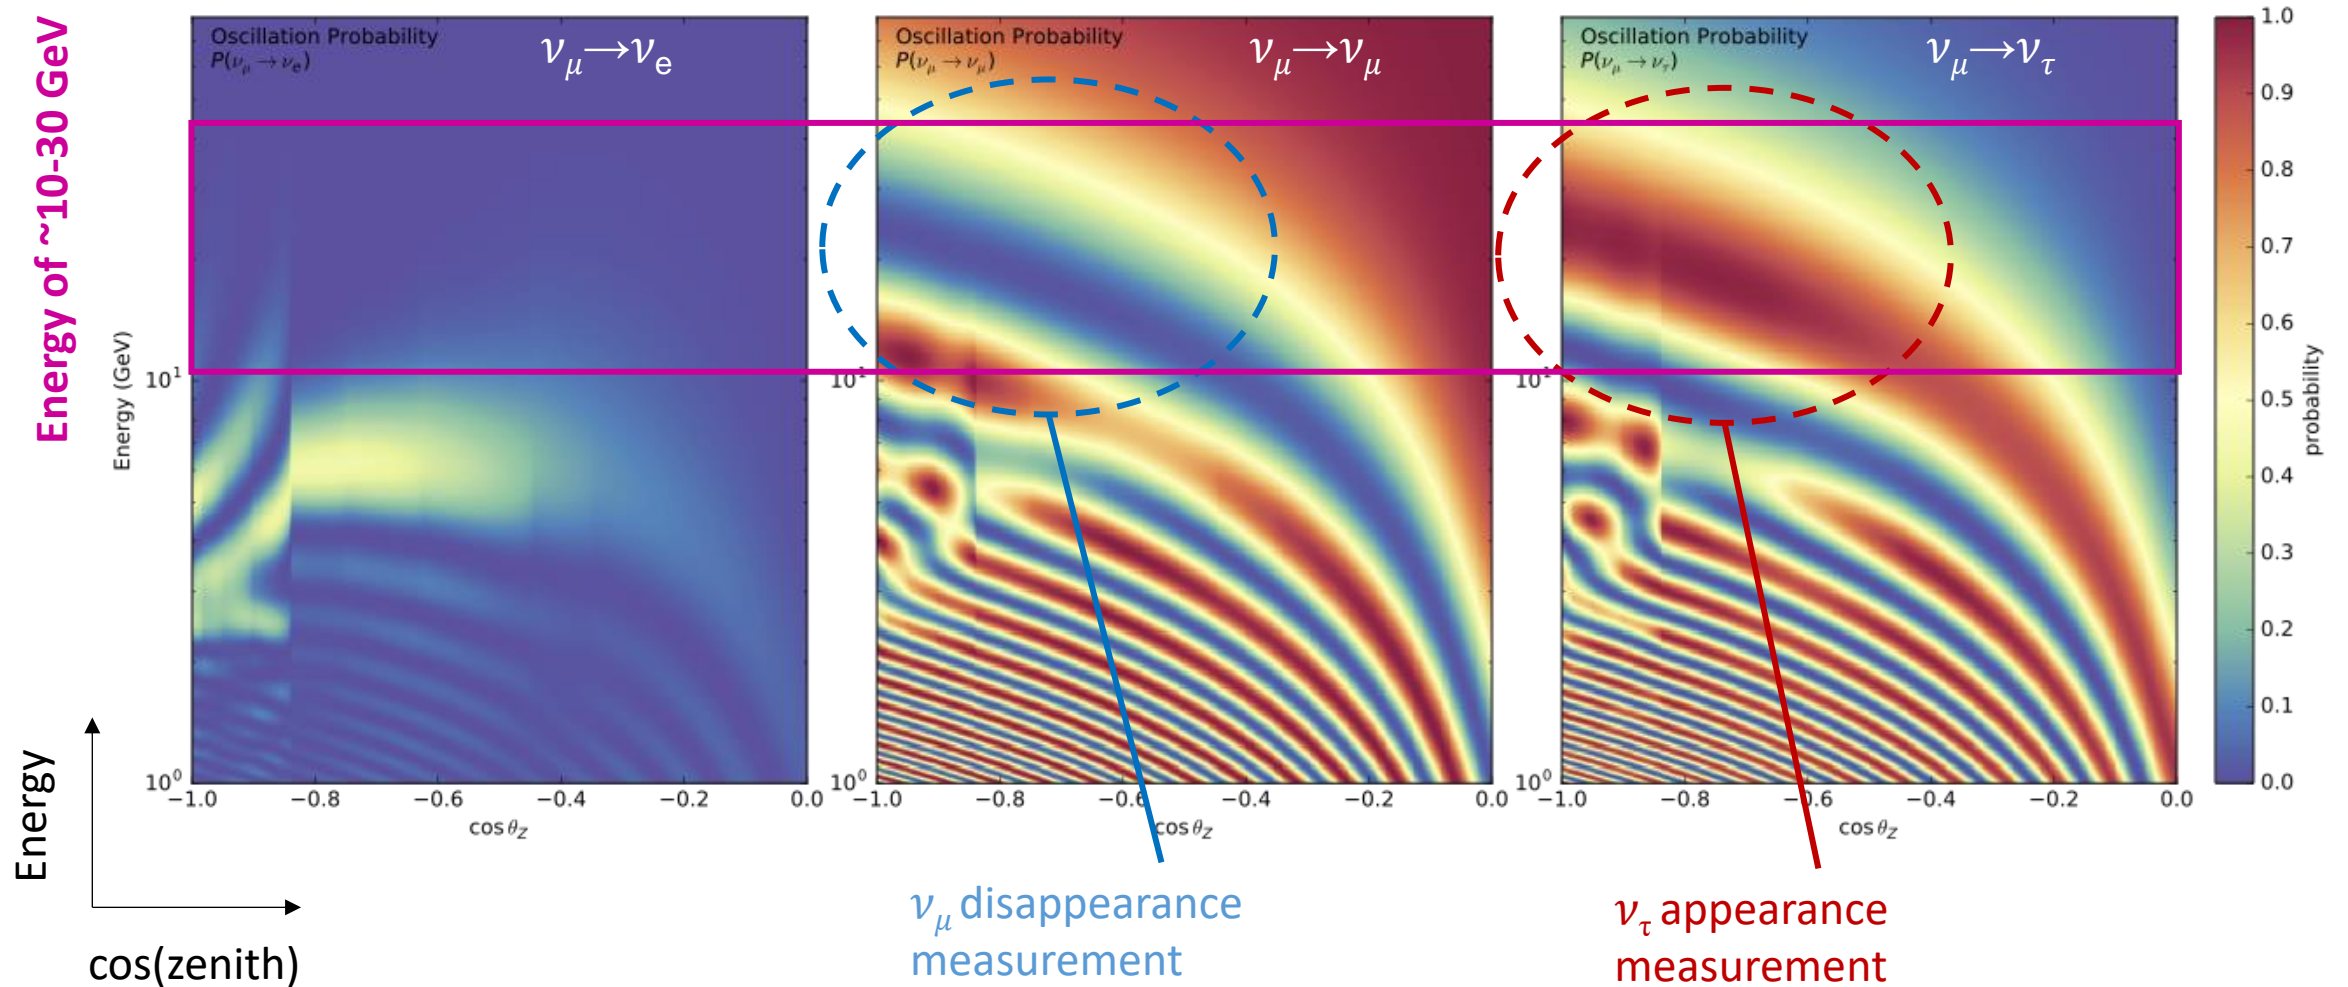 Energy of ~10-30 GeV
Oscillation Probability
P(νμ → νe)
νμ→νe
Oscillation Probability
P(νμ → νμ)
νμ→νμ
Oscillation Probability
P(νμ → ντ)
νμ→ντ
Energy (GeV)
10¹
10⁰
−1.0 −0.8 −0.6 −0.4 −0.2 0.0
cos θZ
10¹
10⁰
−1.0 −0.8 −0.6 −0.4 −0.2 0.0
cos θZ
10¹
10⁰
−1.0 −0.8 −0.6 −0.4 −0.2 0.0
cos θZ
1.0
0.9
0.8
0.7
0.6
0.5
0.4
0.3
0.2
0.1
0.0
probability
Energy
cos(zenith)
νμ disappearance
measurement
ντ appearance
measurement